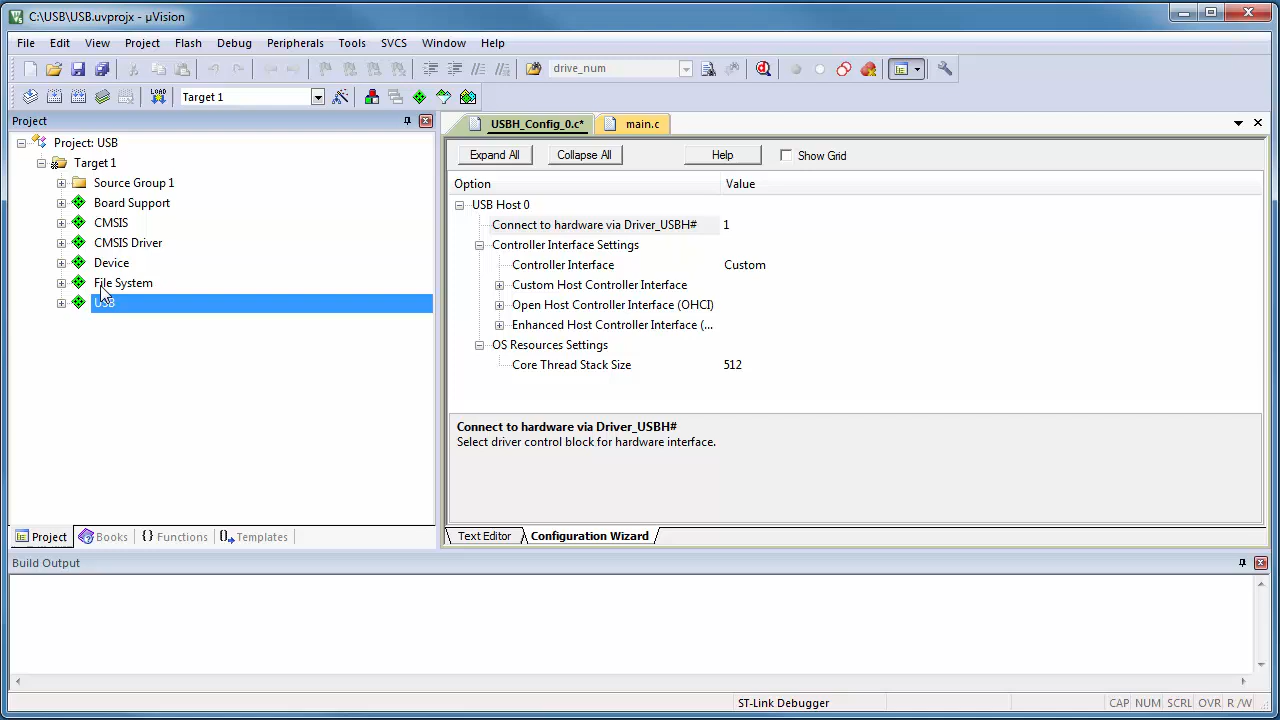 C:\USB\USB.uvprojx - µVision
File Edit View Project Flash Debug Peripherals Tools SVCS Window Help
drive_num
LOAD Target 1
Project
Project: USB
Target 1
Source Group 1
Board Support
CMSIS
CMSIS Driver
Device
File System
USB
Project Books Functions Templates
USBH_Config_0.c* main.c
Expand All Collapse All Help Show Grid
Option Value
USB Host 0
Connect to hardware via Driver_USBH# 1
Controller Interface Settings
Controller Interface Custom
Custom Host Controller Interface
Open Host Controller Interface (OHCI)
Enhanced Host Controller Interface (...
OS Resources Settings
Core Thread Stack Size 512
Connect to hardware via Driver_USBH#
Select driver control block for hardware interface.
Text Editor Configuration Wizard
Build Output
ST-Link Debugger CAP NUM SCRL OVR R /W